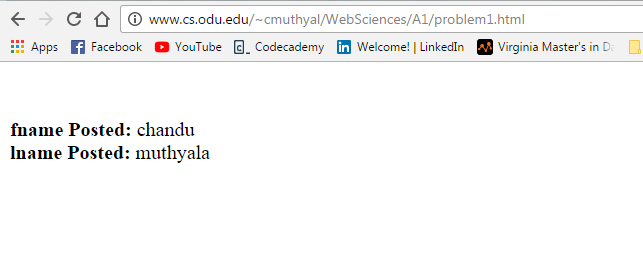 www.cs.odu.edu/~cmuthyal/WebSciences/A1/problem1.html
Apps Facebook YouTube Codecademy Welcome! | LinkedIn Virginia Master's in Da
fname Posted: chandu
lname Posted: muthyala